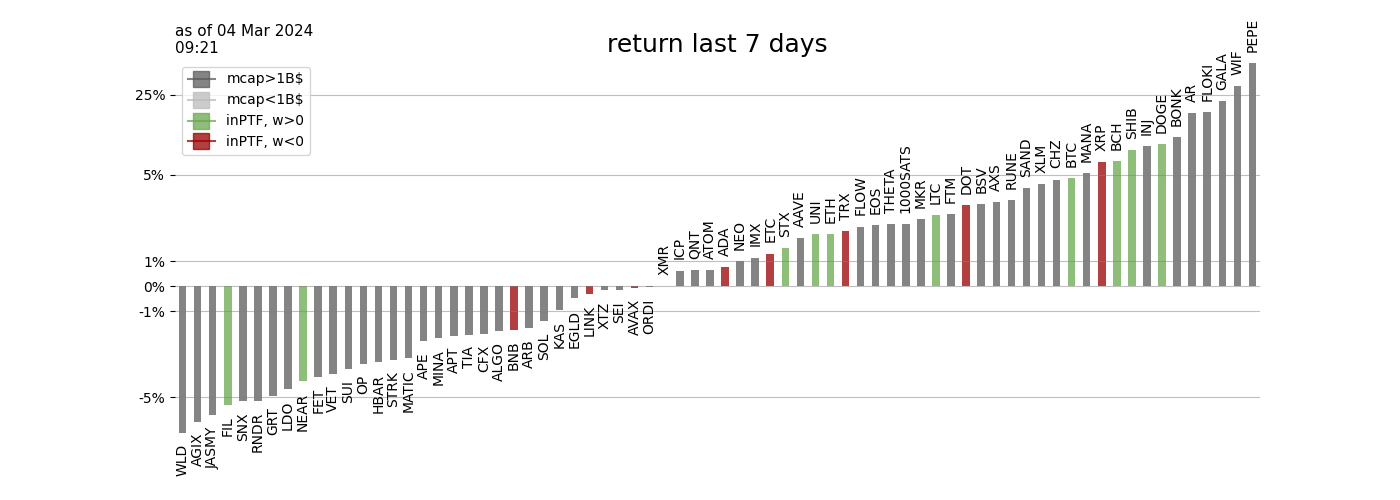 as of 04 Mar 2024
09:21
return last 7 days
mcap>1B$
mcap<1B$
inPTF, w>0
inPTF, w<0
25%
5%
1%
0%
-1%
-5%
WLD
AGIX
JASMY
FIL
SNX
RNDR
GRT
LDO
NEAR
FET
VET
SUI
OP
HBAR
STRK
MATIC
APE
MINA
APT
TIA
CFX
ALGO
BNB
ARB
SOL
KAS
EGLD
LINK
XTZ
SEI
AVAX
ORDI
XMR
ICP
QNT
ATOM
ADA
NEO
IMX
ETC
STX
AAVE
UNI
ETH
TRX
FLOW
EOS
THETA
1000SATS
MKR
LTC
FTM
DOT
BSV
AXS
RUNE
SAND
XLM
CHZ
BTC
MANA
XRP
BCH
SHIB
INJ
DOGE
BONK
AR
FLOKI
GALA
WIF
PEPE